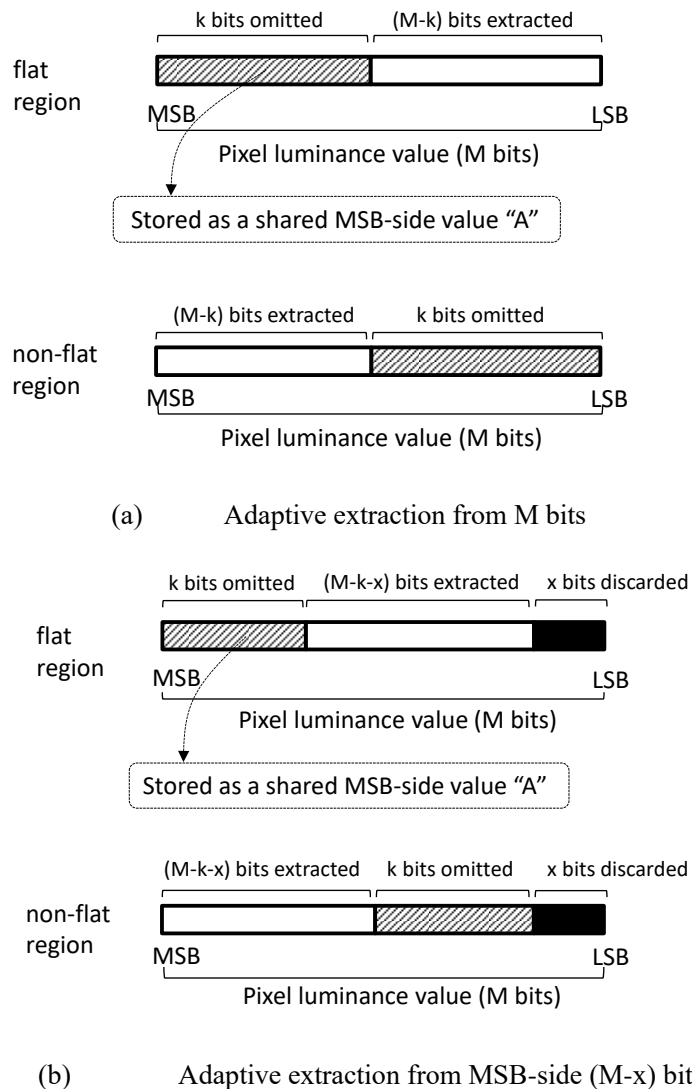 k bits omitted (M-k) bits extracted
flat
region
MSB LSB
Pixel luminance value (M bits)
Stored as a shared MSB-side value “A”
(M-k) bits extracted k bits omitted
non-flat
region
MSB LSB
Pixel luminance value (M bits)
(a) Adaptive extraction from M bits
k bits omitted (M-k-x) bits extracted x bits discarded
flat
region
MSB LSB
Pixel luminance value (M bits)
Stored as a shared MSB-side value “A”
(M-k-x) bits extracted k bits omitted x bits discarded
non-flat
region
MSB LSB
Pixel luminance value (M bits)
(b) Adaptive extraction from MSB-side (M-x) bit